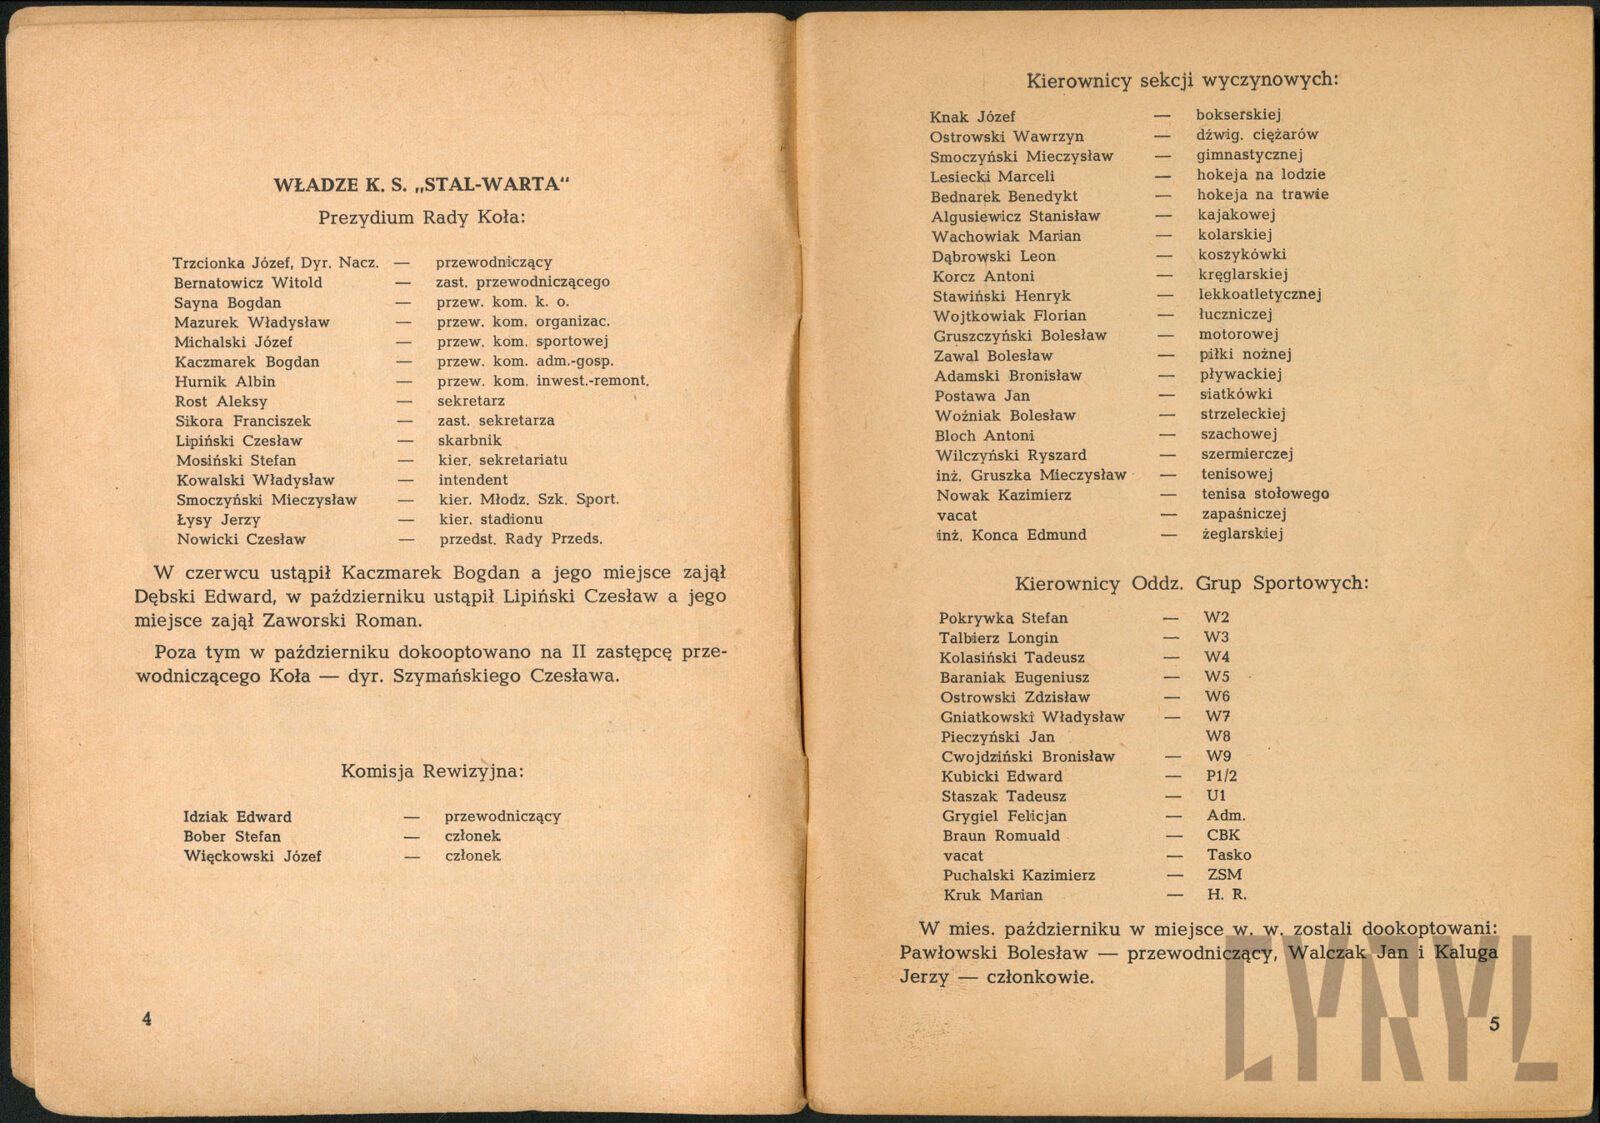 WŁADZE K. S. „STAL-WARTA"
Prezydium Rady Koła:
Trzcionka Józef, Dyr. Nacz. — przewodniczący
Bernatowicz Witold — zast. przewodniczącego
Sayna Bogdan — przew. kom. k. o.
Mazurek Władysław — przew. kom. organizac.
Michalski Józef — przew. kom. sportowej
Kaczmarek Bogdan — przew. kom. adm.-gosp.
Hurnik Albin — przew. kom. inwest.-remont.
Rost Aleksy — sekretarz
Sikora Franciszek — zast. sekretarza
Lipiński Czesław — skarbnik
Mosiński Stefan — kier. sekretariatu
Kowalski Władysław — intendent
Smoczyński Mieczysław — kier. Młodz. Szk. Sport.
Łysy Jerzy — kier. stadionu
Nowicki Czesław — przedst. Rady Przeds.
W czerwcu ustąpił Kaczmarek Bogdan a jego miejsce zajął
Dębski Edward, w październiku ustąpił Lipiński Czesław a jego
miejsce zajął Zaworski Roman.
Poza tym w październiku dokooptowano na II zastępcę prze-
wodniczącego Koła — dyr. Szymańskiego Czesława.
Komisja Rewizyjna:
Idziak Edward — przewodniczący
Bober Stefan — członek
Więckowski Józef — członek
4
Kierownicy sekcji wyczynowych:
Knak Józef — bokserskiej
Ostrowski Wawrzyn — dźwig. ciężarów
Smoczyński Mieczysław — gimnastycznej
Lesiecki Marceli — hokeja na lodzie
Bednarek Benedykt — hokeja na trawie
Algusiewicz Stanisław — kajakowej
Wachowiak Marian — kolarskiej
Dąbrowski Leon — koszykówki
Korcz Antoni — kręglarskiej
Stawiński Henryk — lekkoatletycznej
Wojtkowiak Florian — łuczniczej
Gruszczyński Bolesław — motorowej
Zawal Bolesław — piłki nożnej
Adamski Bronisław — pływackiej
Postawa Jan — siatkówki
Woźniak Bolesław — strzeleckiej
Bloch Antoni — szachowej
Wilczyński Ryszard — szermierczej
inż. Gruszka Mieczysław — tenisowej
Nowak Kazimierz — tenisa stołowego
vacat — zapaśniczej
inż. Konca Edmund — żeglarskiej
Kierownicy Oddz. Grup Sportowych:
Pokrywka Stefan — W2
Talbierz Longin — W3
Kolasiński Tadeusz — W4
Baraniak Eugeniusz — W5
Ostrowski Zdzisław — W6
Gniatkowski Władysław — W7
Pieczyński Jan W8
Cwojdziński Bronisław — W9
Kubicki Edward — P1/2
Staszak Tadeusz — U1
Grygiel Felicjan — Adm.
Braun Romuald — CBK
vacat — Tasko
Puchalski Kazimierz — ZSM
Kruk Marian — H. R.
W mies. październiku w miejsce w. w. zostali dookoptowani:
Pawłowski Bolesław — przewodniczący, Walczak Jan i Kaluga
Jerzy — członkowie.
CYRYL
5